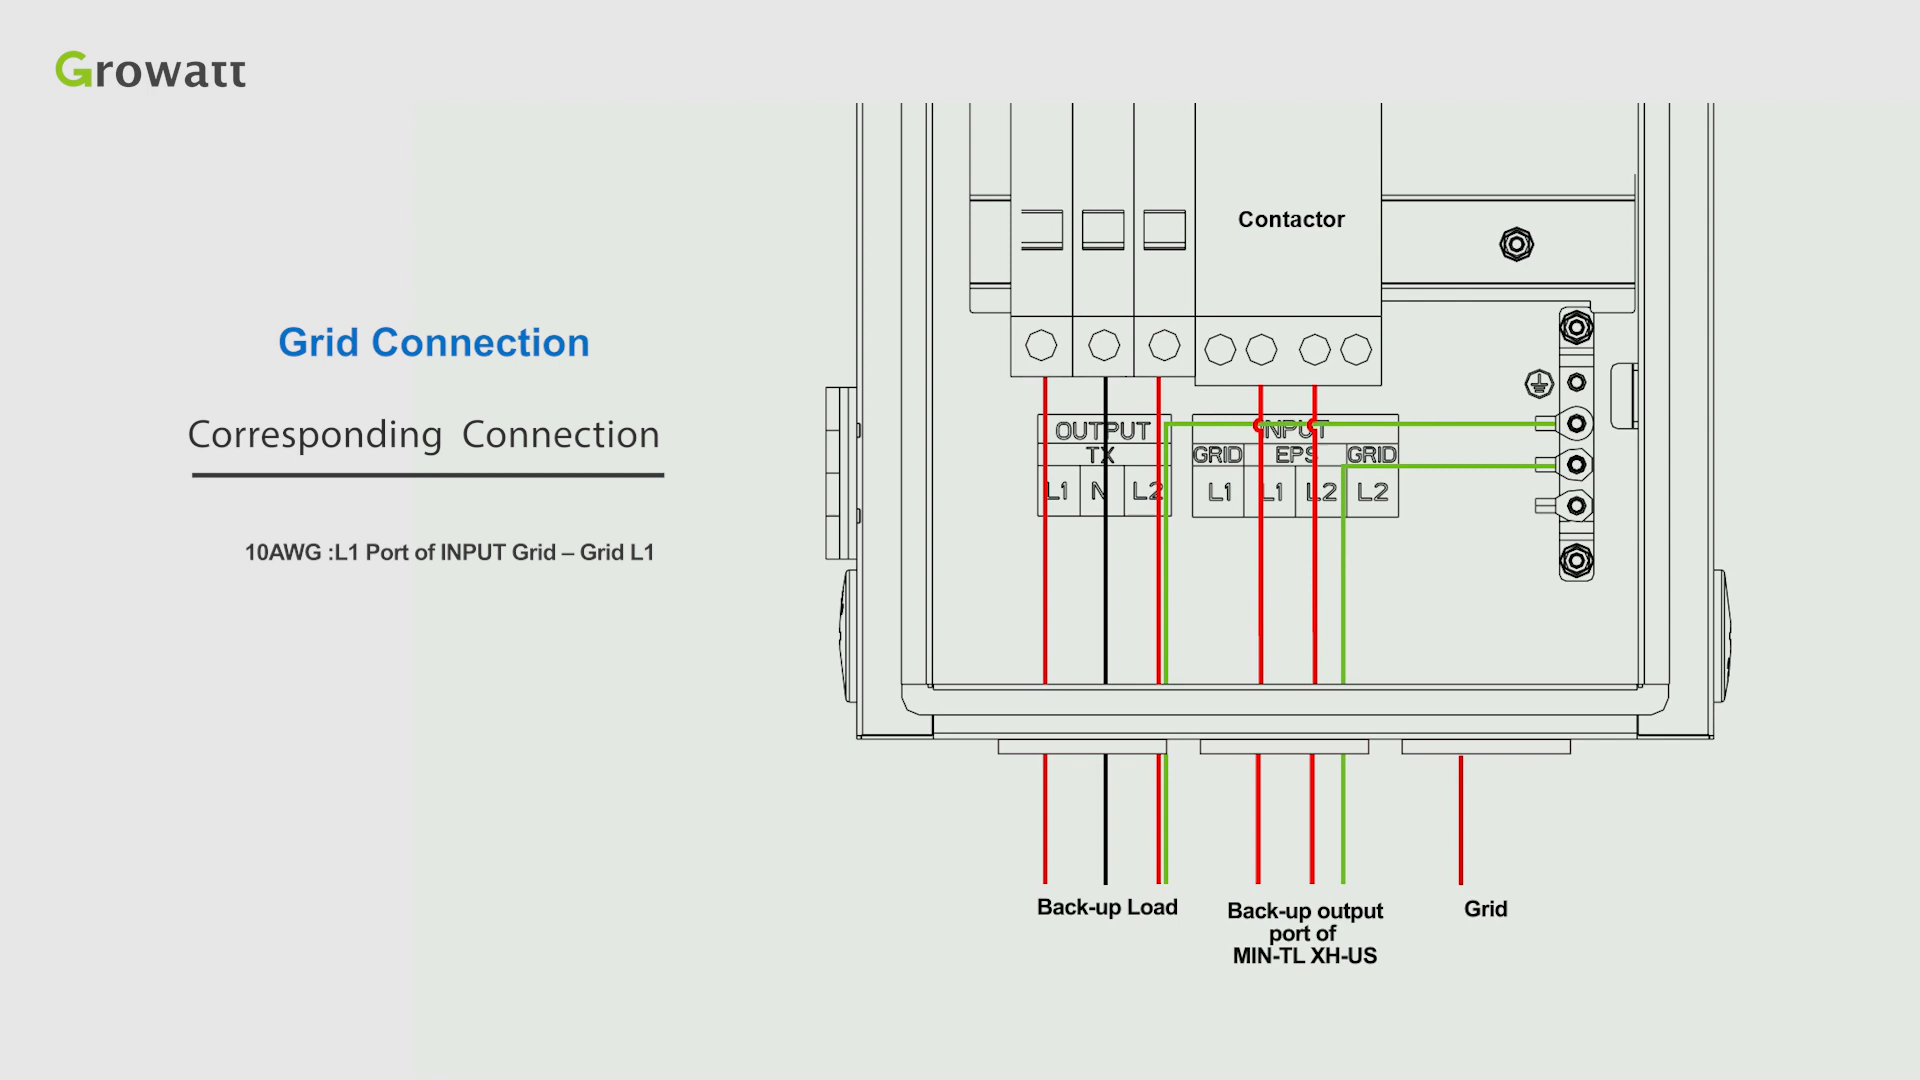 Growatt
Grid Connection
Corresponding Connection
10AWG :L1 Port of INPUT Grid – Grid L1
Contactor
OUTPUT
TX
L1 N L2
INPUT
GRID EPS GRID
L1 L1 L2 L2
Back-up Load
Back-up output
port of
MIN-TL XH-US
Grid